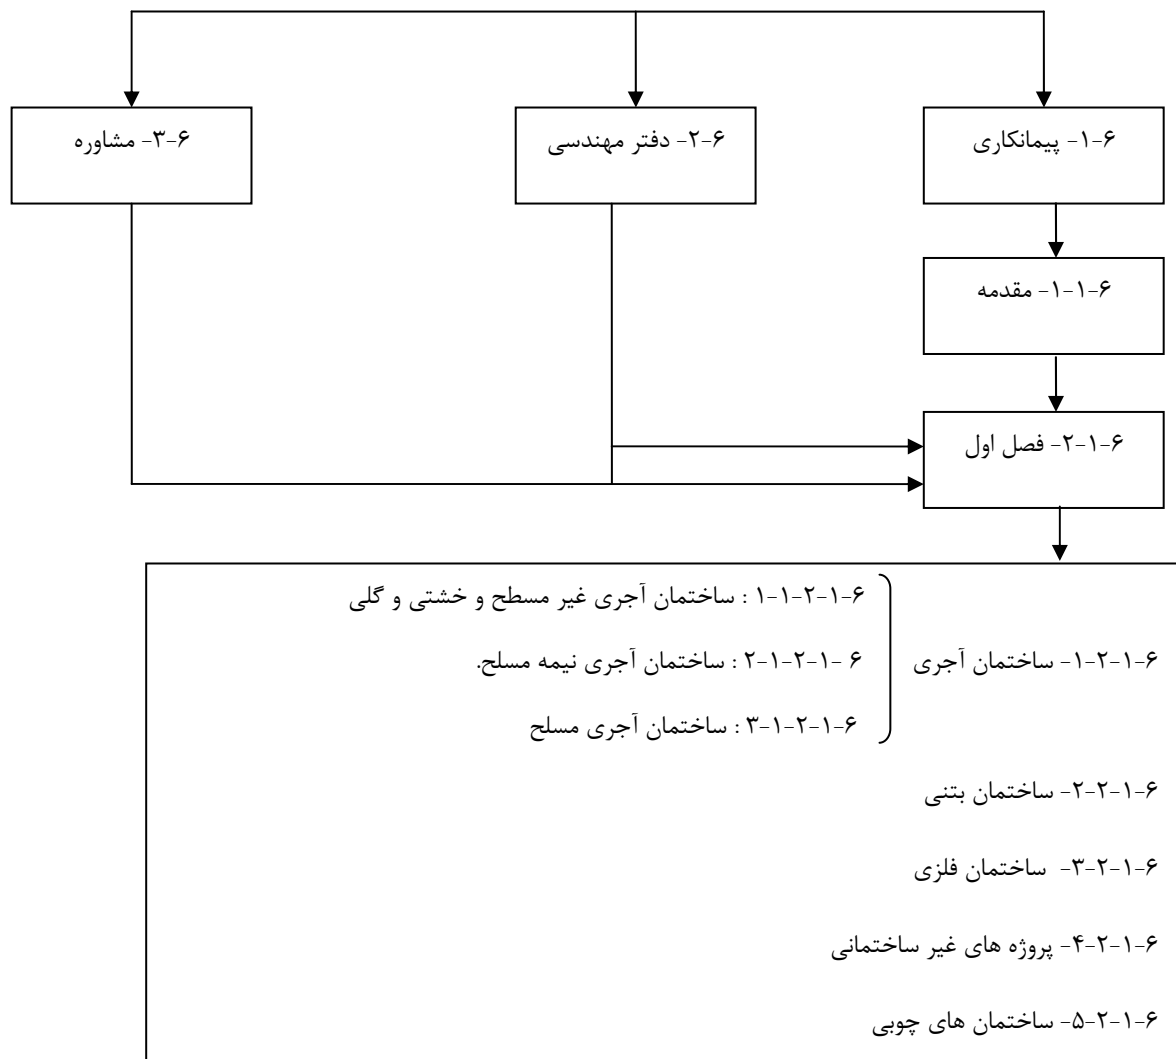 ۶-۱- پیمانکاری
۶-۲- دفتر مهندسی
۶-۳- مشاوره
۶-۱-۱- مقدمه
۶-۱-۲- فصل اول
۶-۱-۲-۱- ساختمان آجری
۶-۱-۲-۱-۱ : ساختمان آجری غیر مسطح و خشتی و گلی
۶ -۱-۲-۱-۲ : ساختمان آجری نیمه مسلح.
۶-۱-۲-۱-۳ : ساختمان آجری مسلح
۶-۱-۲-۲- ساختمان بتنی
۶-۱-۲-۳- ساختمان فلزی
۶-۱-۲-۴- پروژه های غیر ساختمانی
۶-۱-۲-۵- ساختمان های چوبی